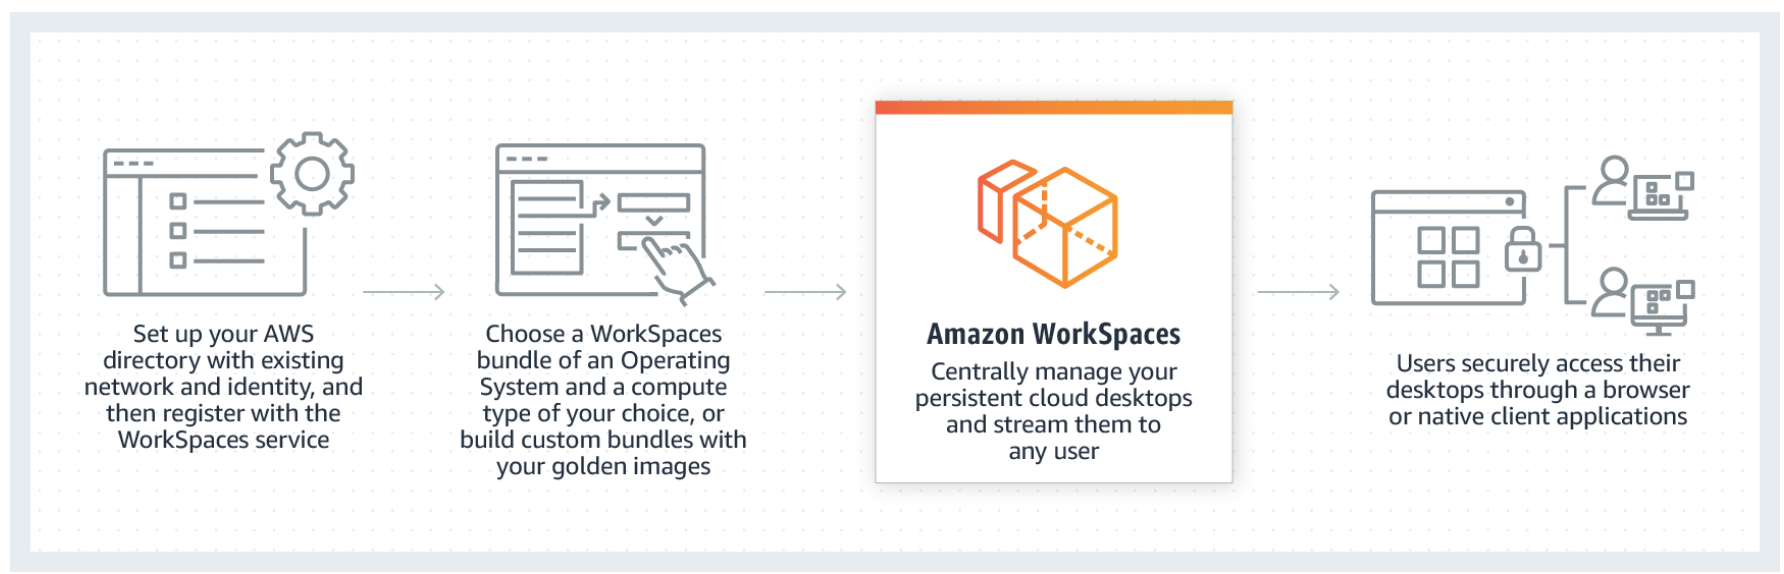 Set up your AWS
directory with existing
network and identity, and
then register with the
WorkSpaces service
Choose a WorkSpaces
bundle of an Operating
System and a compute
type of your choice, or
build custom bundles with
your golden images
Amazon WorkSpaces
Centrally manage your
persistent cloud desktops
and stream them to
any user
Users securely access their
desktops through a browser
or native client applications